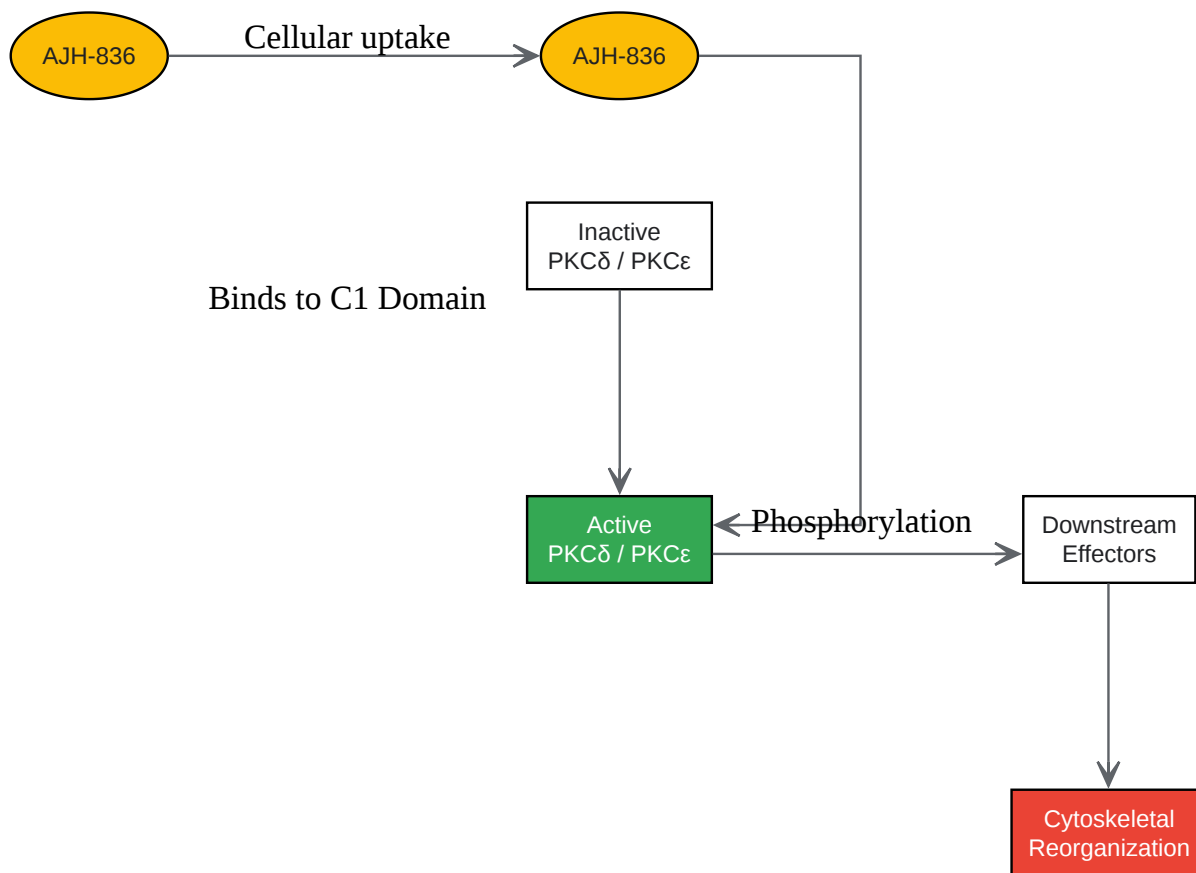 AJH-836
Cellular uptake
AJH-836
Inactive
PKCδ / PKCε
Binds to C1 Domain
Active
PKCδ / PKCε
Phosphorylation
Downstream
Effectors
Cytoskeletal
Reorganization